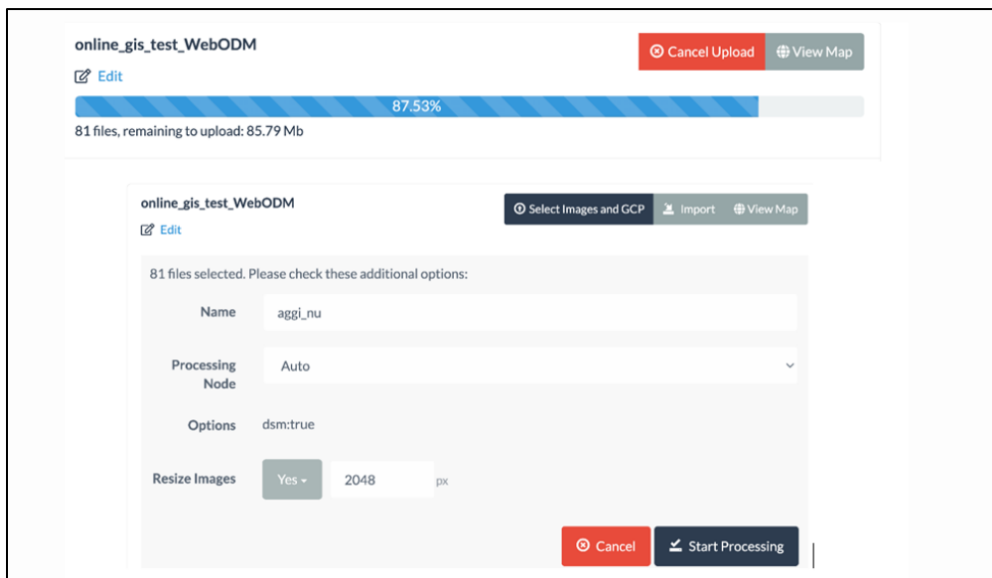 online_gis_test_WebODM
Cancel Upload View Map
Edit
87.53%
81 files, remaining to upload: 85.79 Mb
online_gis_test_WebODM
Select Images and GCP Import View Map
Edit
81 files selected. Please check these additional options:
Name aggi_nu
Processing Node Auto
Options dsm:true
Resize Images Yes 2048 px
Cancel Start Processing